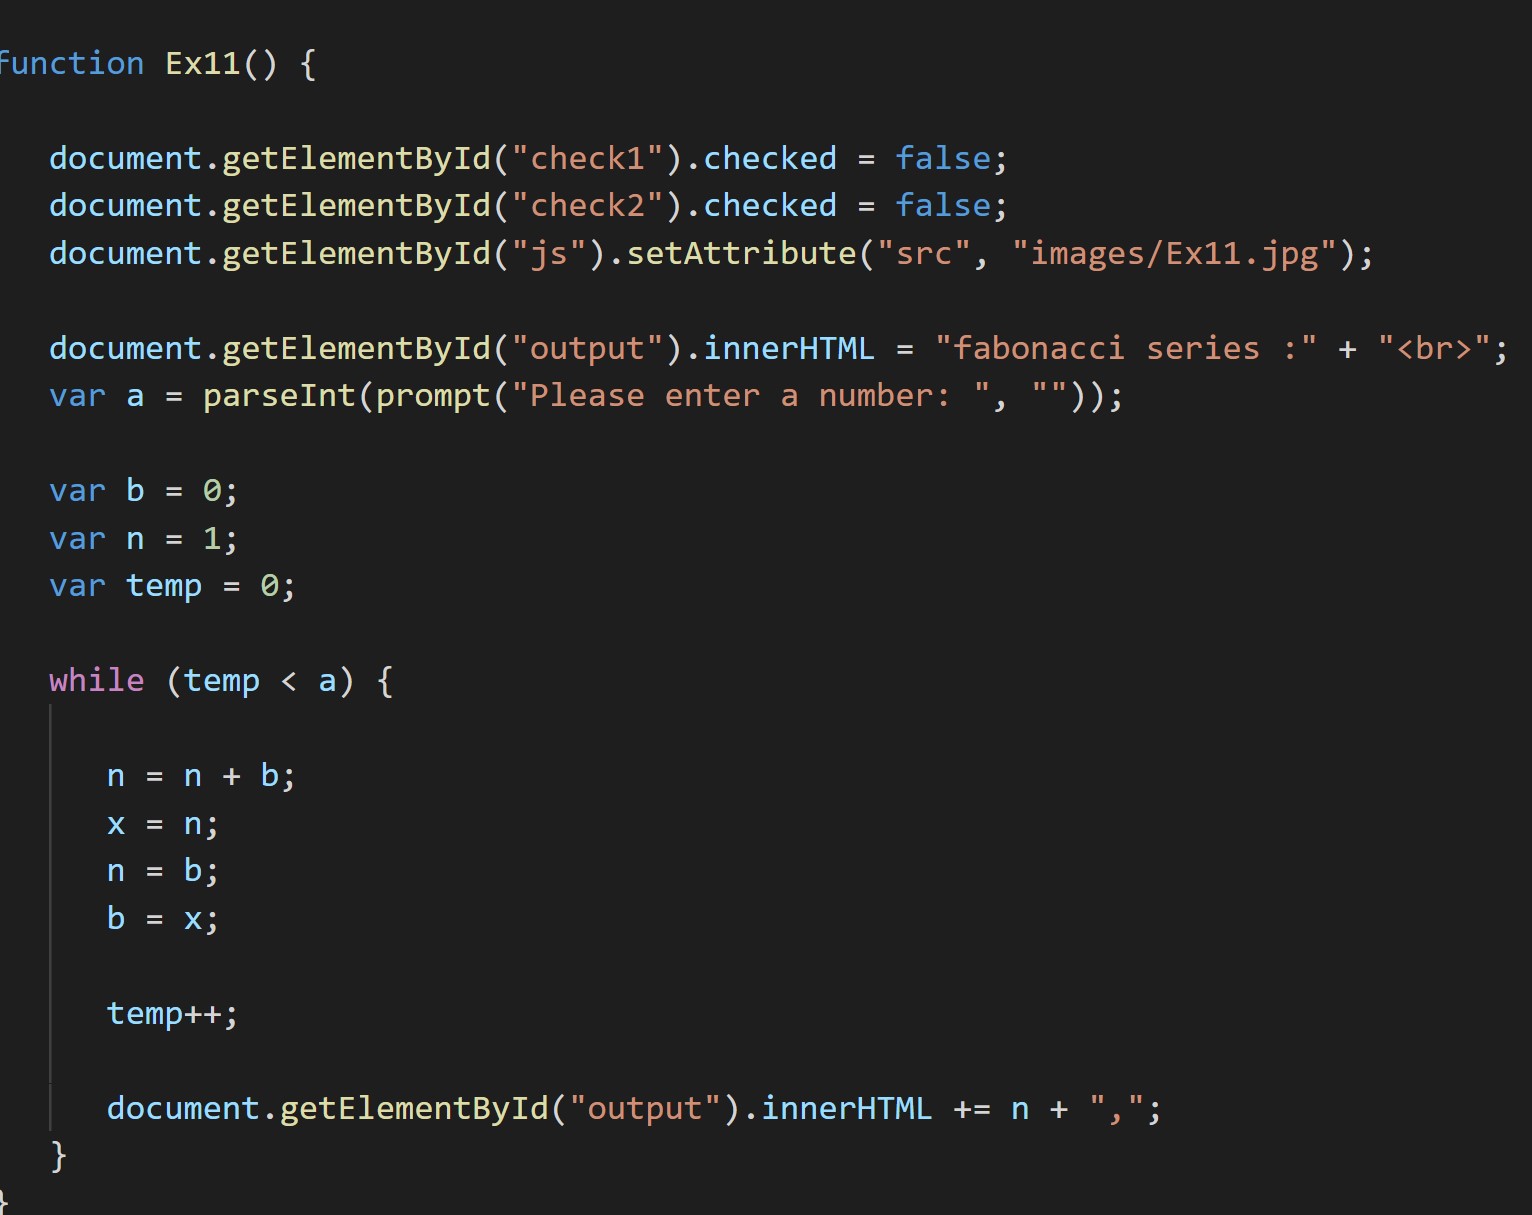 function Ex11() {
document.getElementById("check1").checked = false;
document.getElementById("check2").checked = false;
document.getElementById("js").setAttribute("src", "images/Ex11.jpg");
document.getElementById("output").innerHTML = "fabonacci series :" + "<br>";
var a = parseInt(prompt("Please enter a number: ", ""));
var b = 0;
var n = 1;
var temp = 0;
while (temp < a) {
n = n + b;
x = n;
n = b;
b = x;
temp++;
document.getElementById("output").innerHTML += n + ",";
}
}